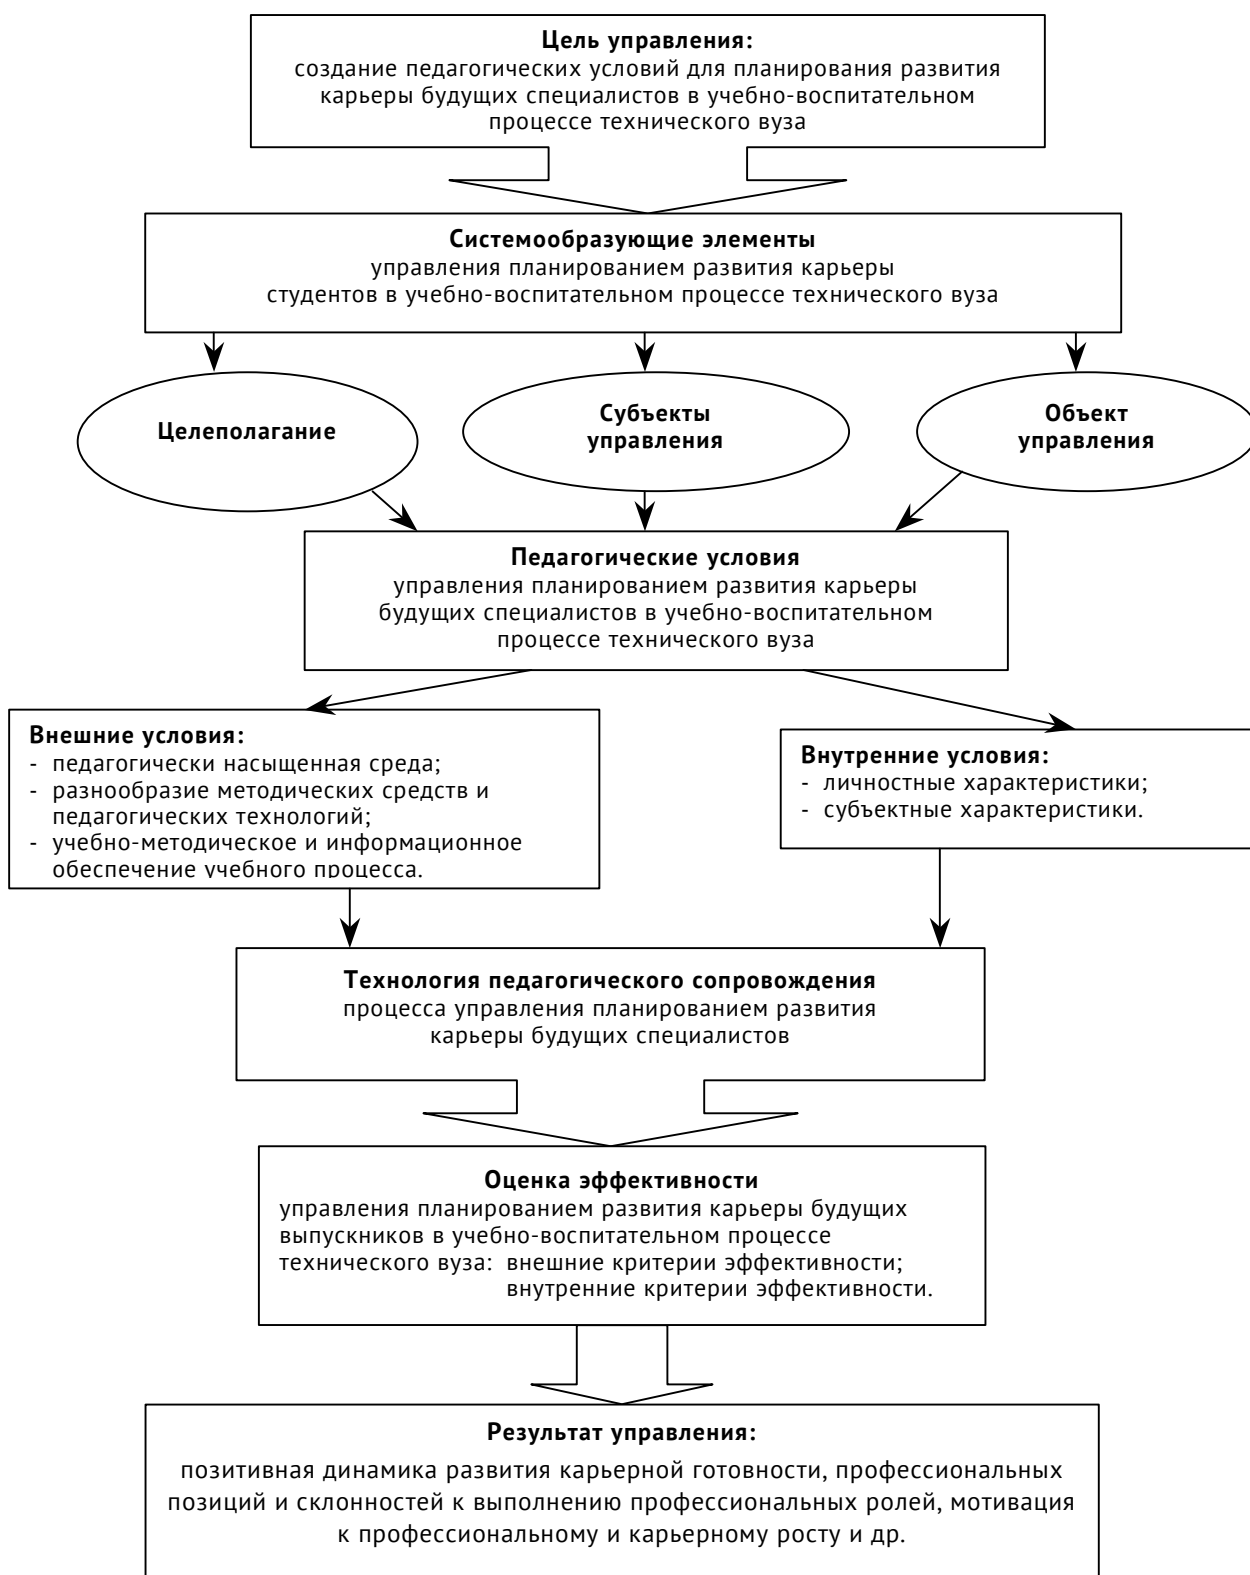 Цель управления:
создание педагогических условий для планирования развития
карьеры будущих специалистов в учебно-воспитательном
процессе технического вуза
Системообразующие элементы
управления планированием развития карьеры
студентов в учебно-воспитательном процессе технического вуза
Целеполагание
Субъекты
управления
Объект
управления
Педагогические условия
управления планированием развития карьеры
будущих специалистов в учебно-воспитательном
процессе технического вуза
Внешние условия:
- педагогически насыщенная среда;
- разнообразие методических средств и
педагогических технологий;
- учебно-методическое и информационное
обеспечение учебного процесса.
Внутренние условия:
- личностные характеристики;
- субъектные характеристики.
Технология педагогического сопровождения
процесса управления планированием развития
карьеры будущих специалистов
Оценка эффективности
управления планированием развития карьеры будущих
выпускников в учебно-воспитательном процессе
технического вуза: внешние критерии эффективности;
внутренние критерии эффективности.
Результат управления:
позитивная динамика развития карьерной готовности, профессиональных
позиций и склонностей к выполнению профессиональных ролей, мотивация
к профессиональному и карьерному росту и др.